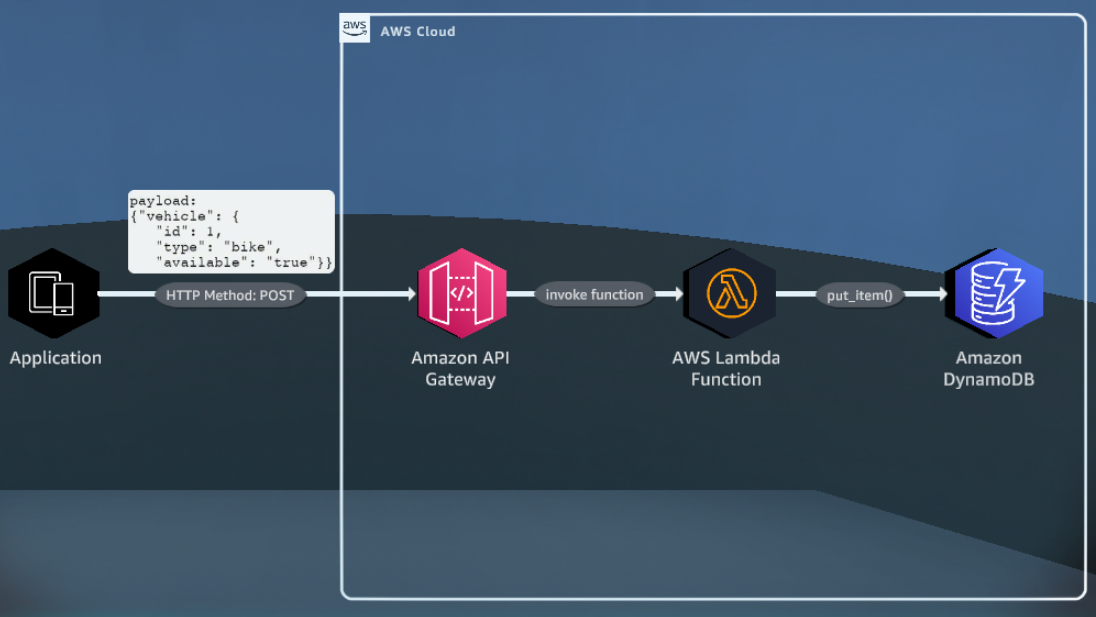 aws
AWS Cloud
payload:
{"vehicle": {
"id": 1,
"type": "bike",
"available": "true"}}
HTTP Method: POST
invoke function
put_item()
Application
Amazon API
Gateway
AWS Lambda
Function
Amazon
DynamoDB